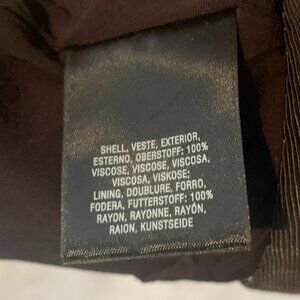 SHELL, VESTE, EXTERIOR,
ESTERNO, OBERSTOFF: 100%
VISCOSE, VISCOSE, VISCOSA,
VISCOSA, VISKOSE;
LINING, DOUBLURE, FORRO,
FODERA, FUTTERSTOFF: 100%
RAYON, RAYONNE, RAYÓN,
RAION, KUNSTSEIDE